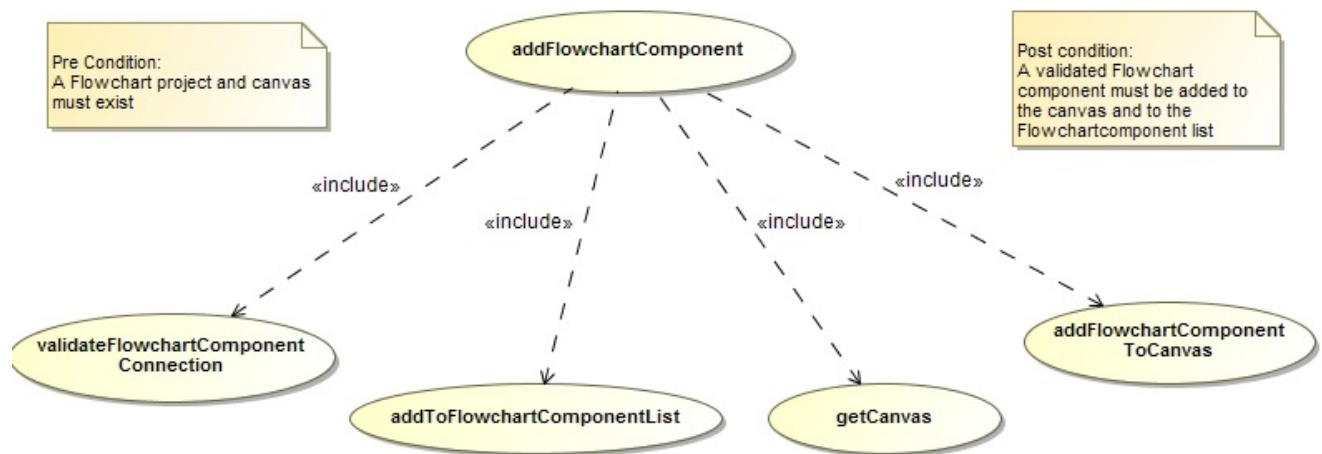 Pre Condition:
A Flowchart project and canvas
must exist
addFlowchartComponent
Post condition:
A validated Flowchart
component must be added to
the canvas and to the
Flowchartcomponent list
«include»
«include»
«include»
«include»
validateFlowchartComponent
Connection
addToFlowchartComponentList
getCanvas
addFlowchartComponent
ToCanvas